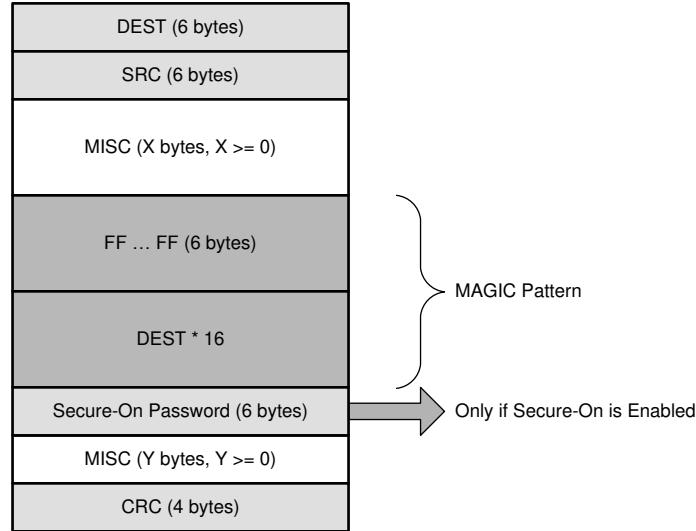 DEST (6 bytes)
SRC (6 bytes)
MISC (X bytes, X >= 0)
FF … FF (6 bytes)
MAGIC Pattern
DEST * 16
Secure-On Password (6 bytes)
Only if Secure-On is Enabled
MISC (Y bytes, Y >= 0)
CRC (4 bytes)